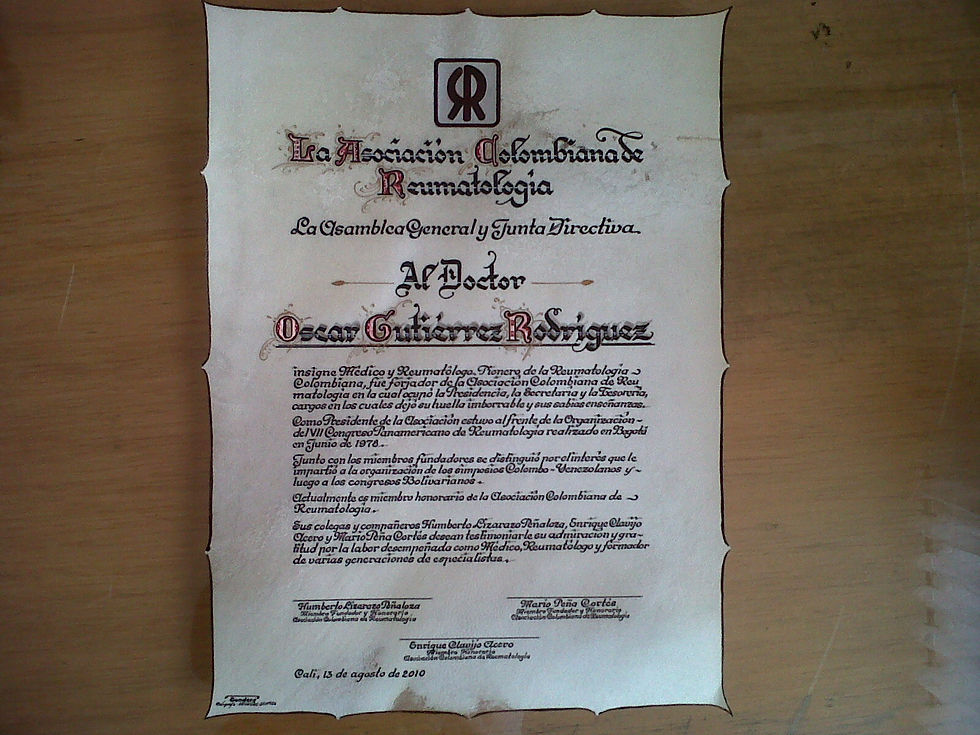 La Asociación Colombiana de
Reumatología
La Asamblea General y Junta Directiva
Al Doctor
Oscar Gutiérrez Rodríguez
insigne Médico y Reumatólogo, Pionero de la Reumatología
Colombiana, fue forjador de la Asociación Colombiana de Reu
matología en la cual ocupó la Presidencia, la Secretaría y la Tesorería,
cargos en los cuales dejó su huella imborrable y sus sabias enseñanzas.
Como Presidente de la Asociación estuvo al frente de la Organización
del VII Congreso Panamericano de Reumatología realizado en Bogotá
en Junio de 1978.
Junto con los miembros fundadores se distinguió por el interés que le
impartió a la organización de los simposios Colombo-Venezolanos y
luego a los congresos Bolivarianos.
Actualmente es miembro honorario de la Asociación Colombiana de
Reumatología.
Sus colegas y compañeros Humberto Lizarazo Peñaloza, Enrique Clavijo
Acero y Mario Peña Cortés desean testimoniarle su admiración y gra-
titud por la labor desempeñada como Médico, Reumatólogo y formador
de varias generaciones de especialistas.
Humberto Lizarazo Peñaloza
Miembro Fundador y Honorario
Asociación Colombiana de Reumatología
Mario Peña Cortés
Miembro Fundador y Honorario
Asociación Colombiana de Reumatología
Enrique Clavijo Acero
Miembro Honorario
Asociación Colombiana de Reumatología
Cali, 13 de agosto de 2010